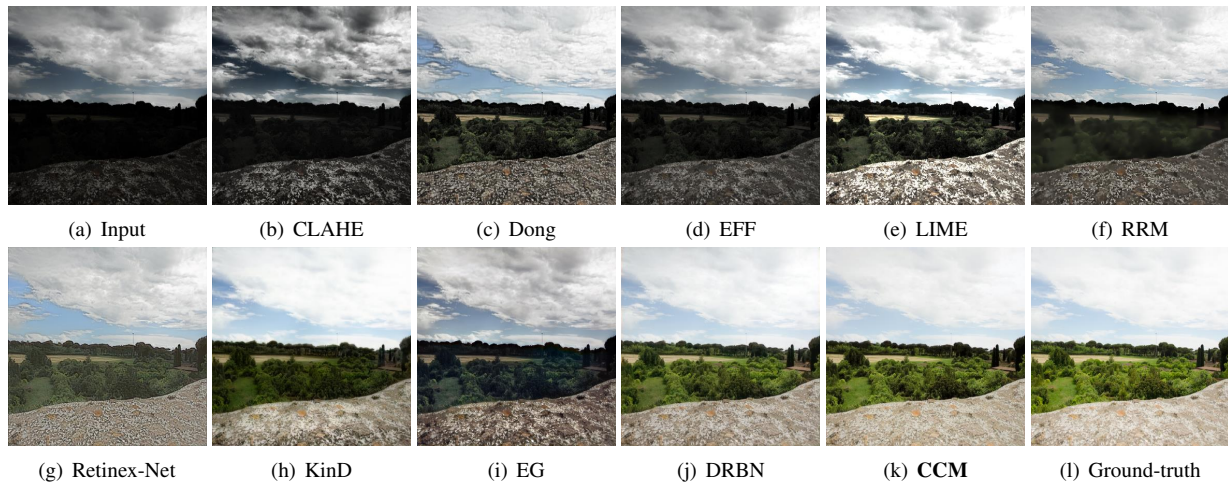 (a) Input
(b) CLAHE
(c) Dong
(d) EFF
(e) LIME
(f) RRM
(g) Retinex-Net
(h) KinD
(i) EG
(j) DRBN
(k) CCM
(l) Ground-truth